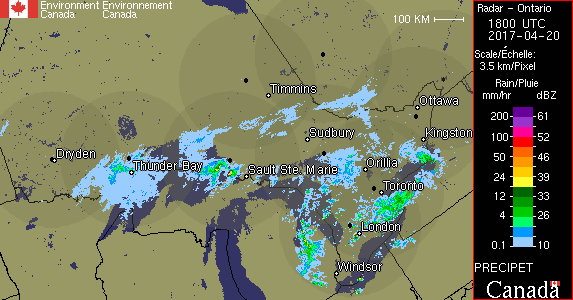 Environment Environnement
Canada Canada
100 KM
Timmins
Ottawa
Sudbury
Kingston
Dryden
Thunder Bay
Sault Ste. Marie
Orillia
Toronto
London
Windsor
Radar - Ontario
1800 UTC
2017-04-20
Scale/Échelle:
3.5 km/Pixel
Rain/Pluie
mm/hr dBZ
200 61
100 52
50 46
24 39
12 33
4 26
0.1 10
PRECIPET
Canada